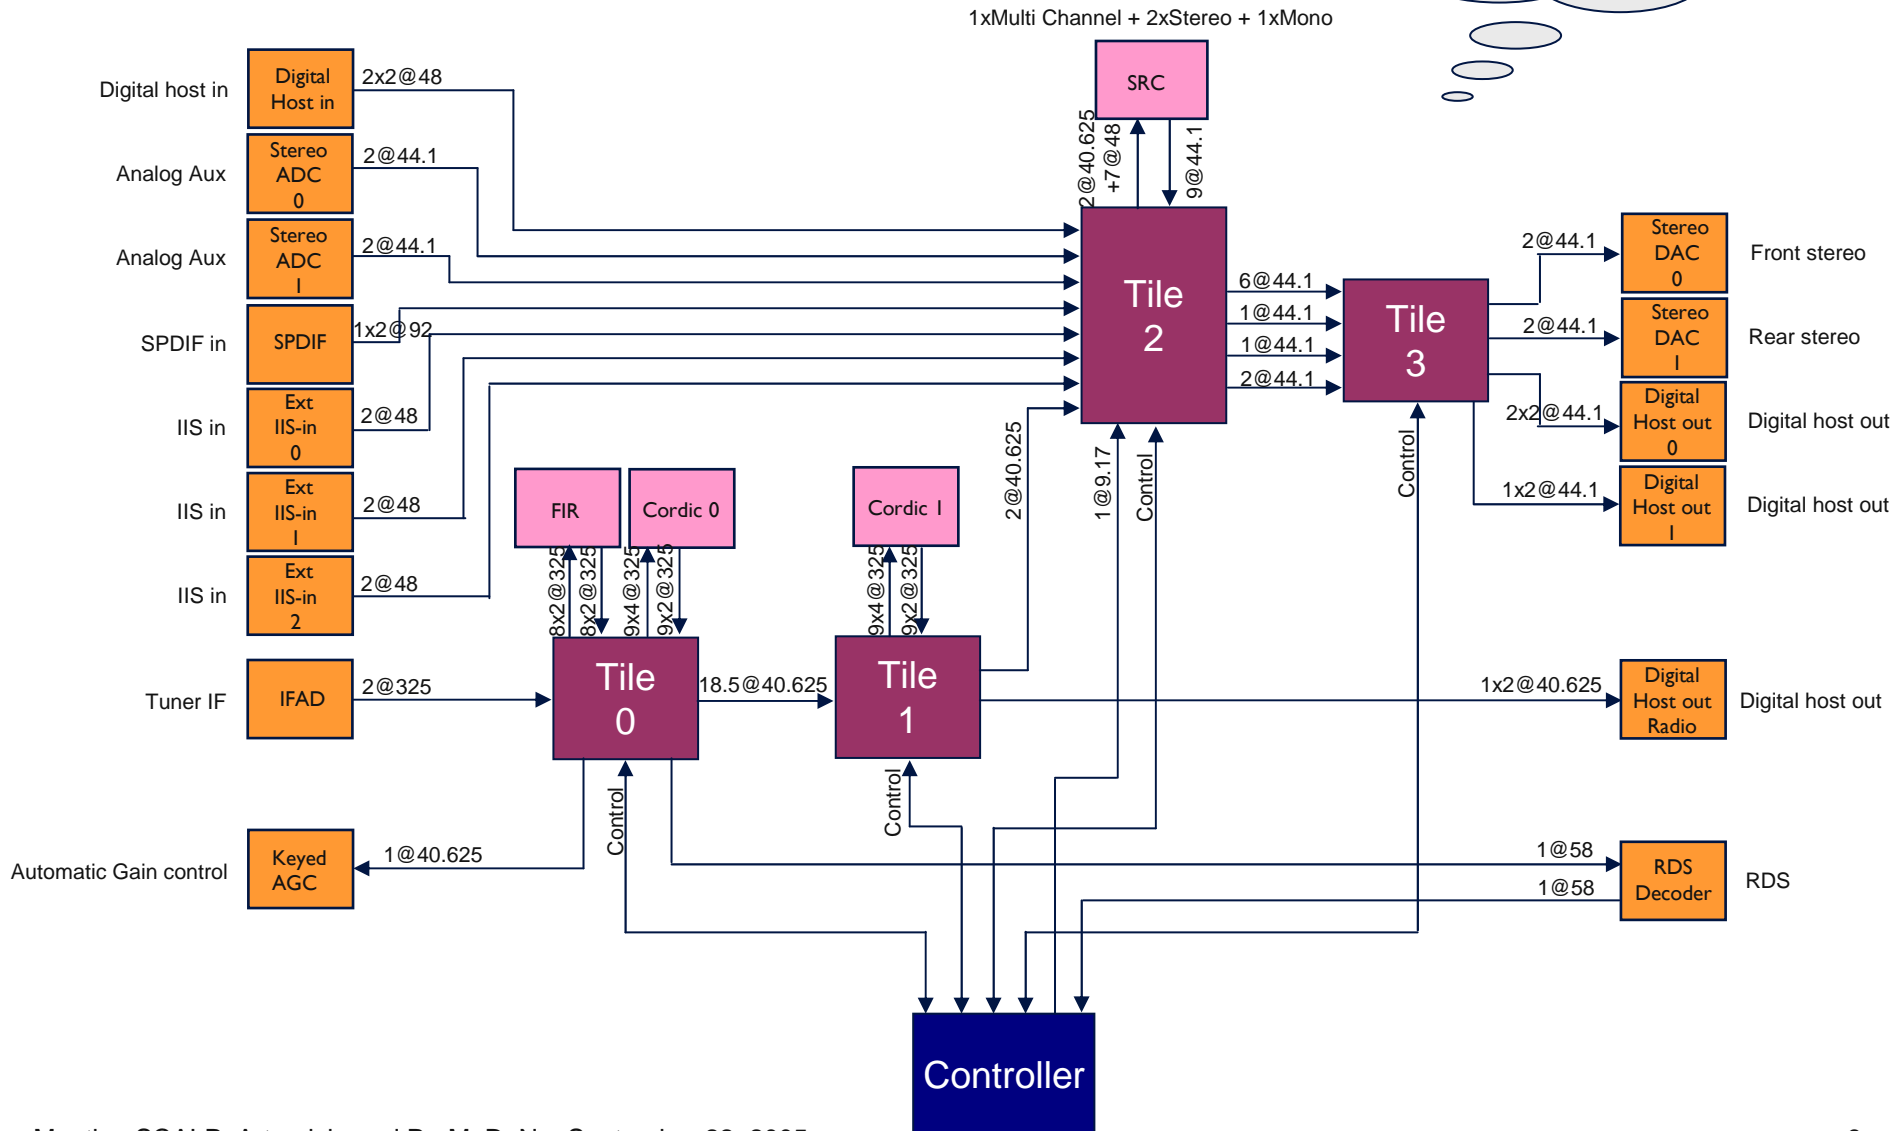 1xMulti Channel + 2xStereo + 1xMono
Digital host in
Digital
Host in
2x2@48
SRC
2@40.625
+7@48
9@44.1
Analog Aux
Stereo
ADC
0
2@44.1
Analog Aux
Stereo
ADC
1
2@44.1
SPDIF in
SPDIF
1x2@92
IIS in
Ext
IIS-in
0
2@48
IIS in
Ext
IIS-in
1
2@48
IIS in
Ext
IIS-in
2
2@48
Tile
2
6@44.1
1@44.1
1@44.1
2@44.1
Tile
3
2@44.1
Stereo
DAC
0
Front stereo
2@44.1
Stereo
DAC
1
Rear stereo
2x2@44.1
Digital
Host out
0
Digital host out
1x2@44.1
Digital
Host out
1
Digital host out
FIR
Cordic 0
Cordic 1
8x2@325
8x2@325
9x4@325
9x2@325
9x4@325
9x2@325
2@40.625
1@9.17
Control
Control
Tuner IF
IFAD
2@325
Tile
0
18.5@40.625
Tile
1
1x2@40.625
Digital
Host out
Radio
Digital host out
Control
Control
Automatic Gain control
Keyed
AGC
1@40.625
1@58
1@58
RDS
Decoder
RDS
Controller